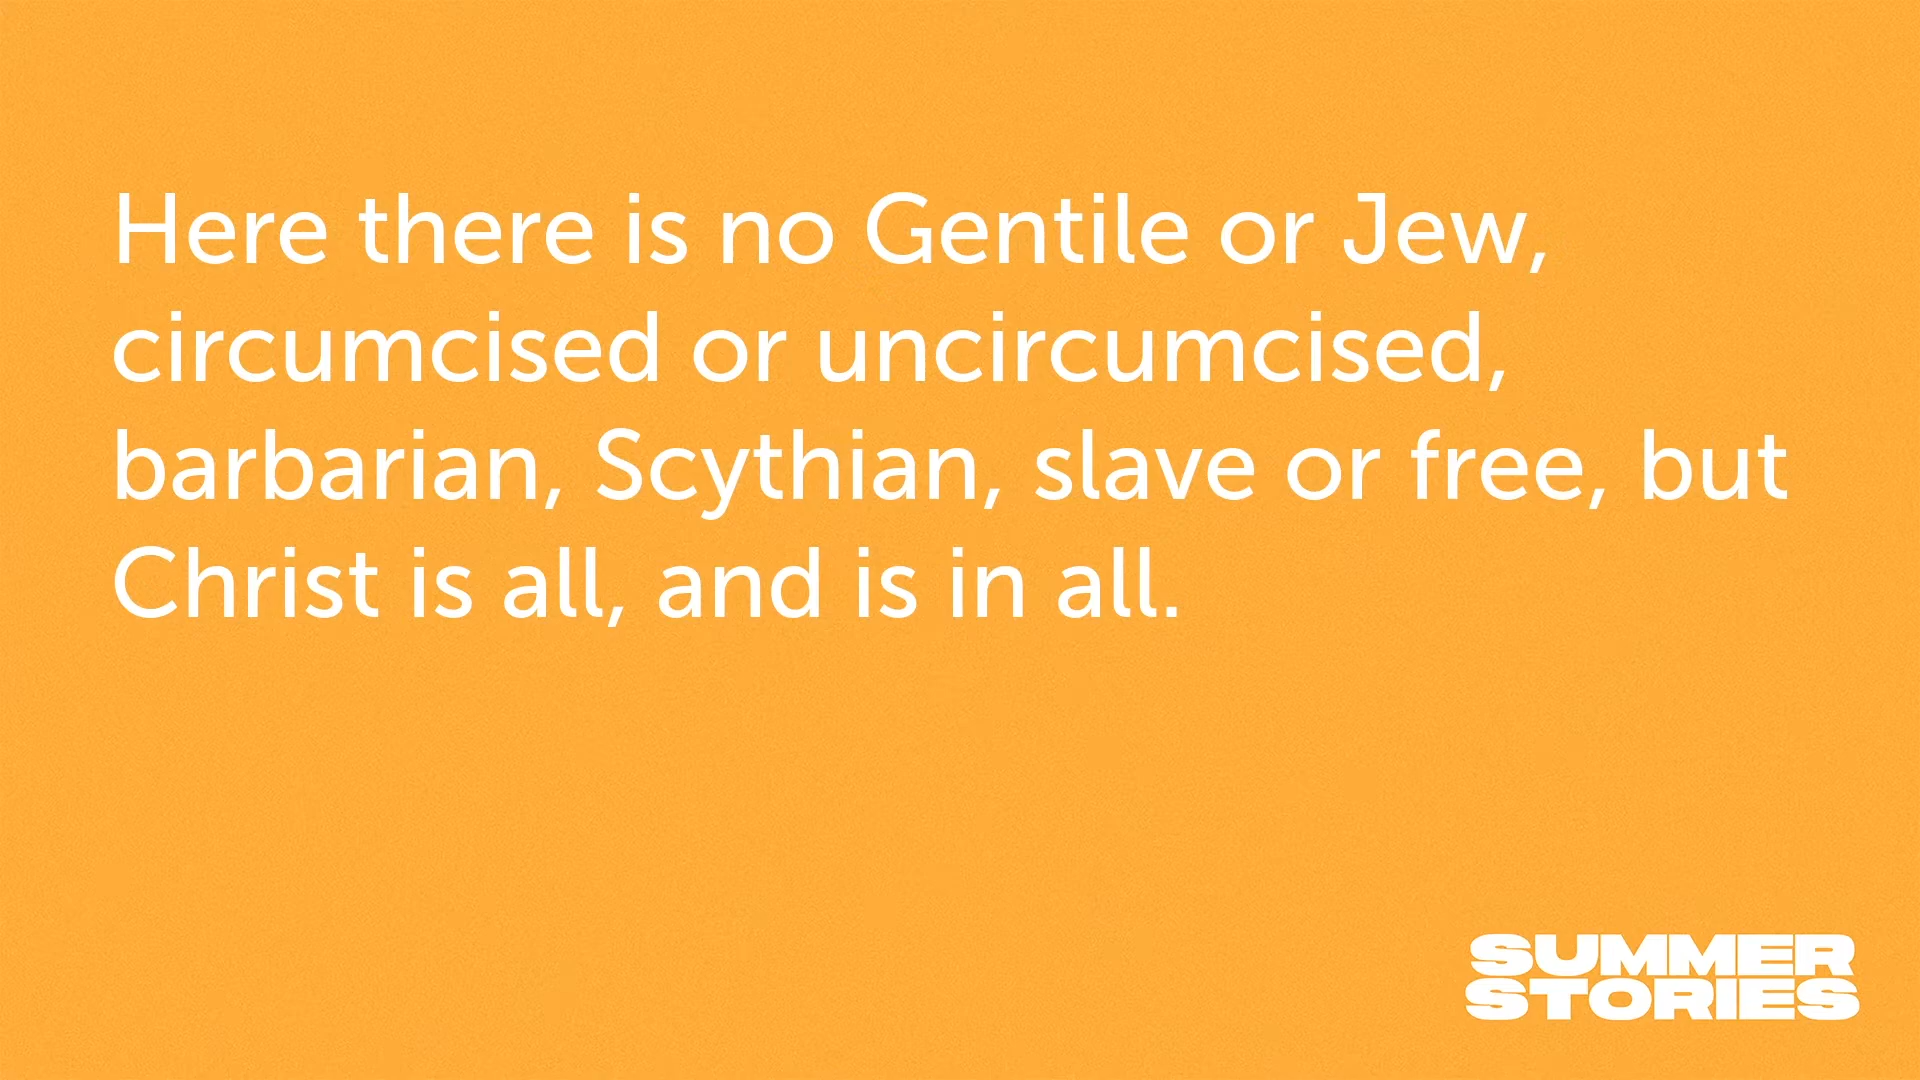 Here there is no Gentile or Jew,
circumcised or uncircumcised,
barbarian, Scythian, slave or free, but
Christ is all, and is in all.
SUMMER
STORIES